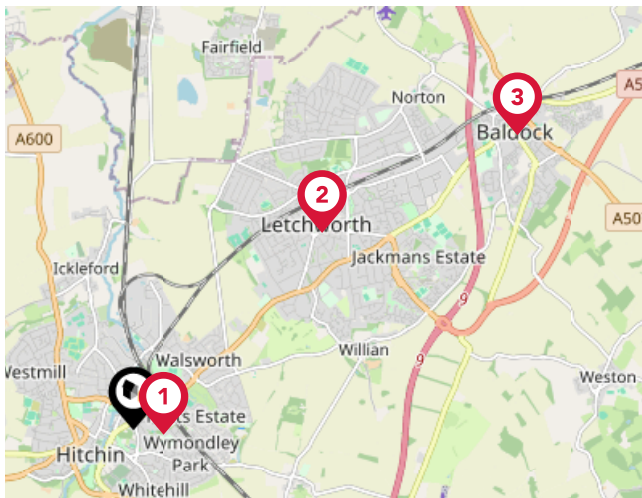 Fairfield
3
Norton
A5
A600
Baldock
2
Letchworth
A50
Jackmans Estate
Ickleford
9
Willian
9
Walsworth
Westmill
Weston
1
Estate
Wymondley
Hitchin
Park
Whitehill